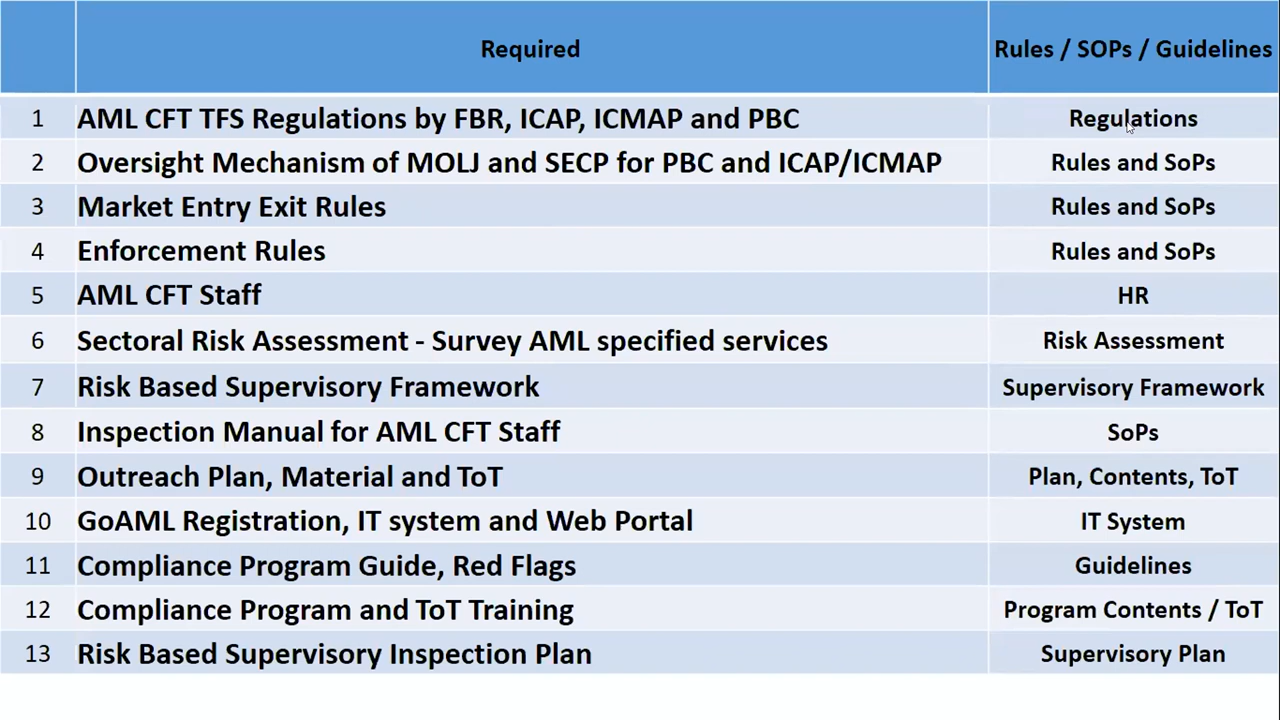 Required Rules / SOPs / Guidelines
1 AML CFT TFS Regulations by FBR, ICAP, ICMAP and PBC Regulations
2 Oversight Mechanism of MOLJ and SECP for PBC and ICAP/ICMAP Rules and SoPs
3 Market Entry Exit Rules Rules and SoPs
4 Enforcement Rules Rules and SoPs
5 AML CFT Staff HR
6 Sectoral Risk Assessment - Survey AML specified services Risk Assessment
7 Risk Based Supervisory Framework Supervisory Framework
8 Inspection Manual for AML CFT Staff SoPs
9 Outreach Plan, Material and ToT Plan, Contents, ToT
10 GoAML Registration, IT system and Web Portal IT System
11 Compliance Program Guide, Red Flags Guidelines
12 Compliance Program and ToT Training Program Contents / ToT
13 Risk Based Supervisory Inspection Plan Supervisory Plan